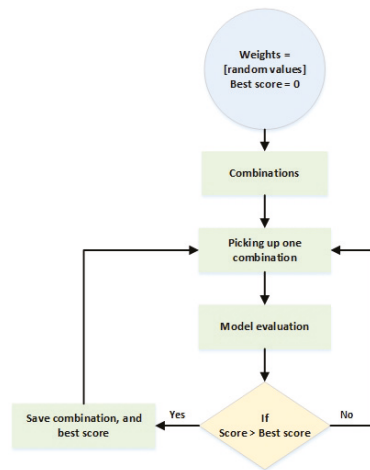 Weights =
[random values]
Best score = 0
Combinations
Picking up one
combination
Model evaluation
If
Score > Best score
Yes
No
Save combination, and
best score